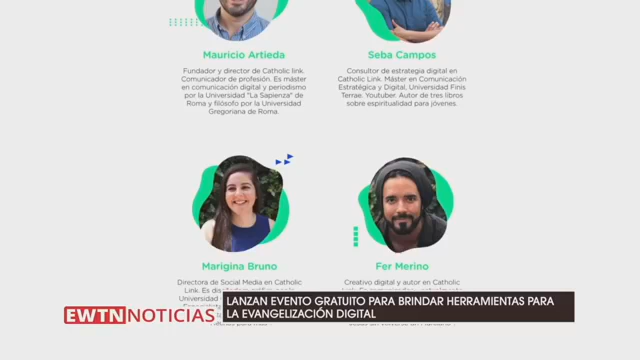 Mauricio Artieda
Fundador y director de Catholic link.
Comunicador de profesión. Es máster
en comunicación digital y periodismo
por la Universidad "La Sapienza" de
Roma y filósofo por la Universidad
Gregoriana de Roma.
Seba Campos
Consultor de estrategia digital en
Catholic Link. Máster en Comunicación
Estratégica y Digital, Universidad Finis
Terrae. Youtuber. Autor de tres libros
sobre espiritualidad para jóvenes.
Marigina Bruno
Directora de Social Media en Catholic
Link. Es
Universidad
Fer Merino
Creativo digital y autor en Catholic
LANZAN EVENTO GRATUITO PARA BRINDAR HERRAMIENTAS PARA
LA EVANGELIZACIÓN DIGITAL
EWTN NOTICIAS